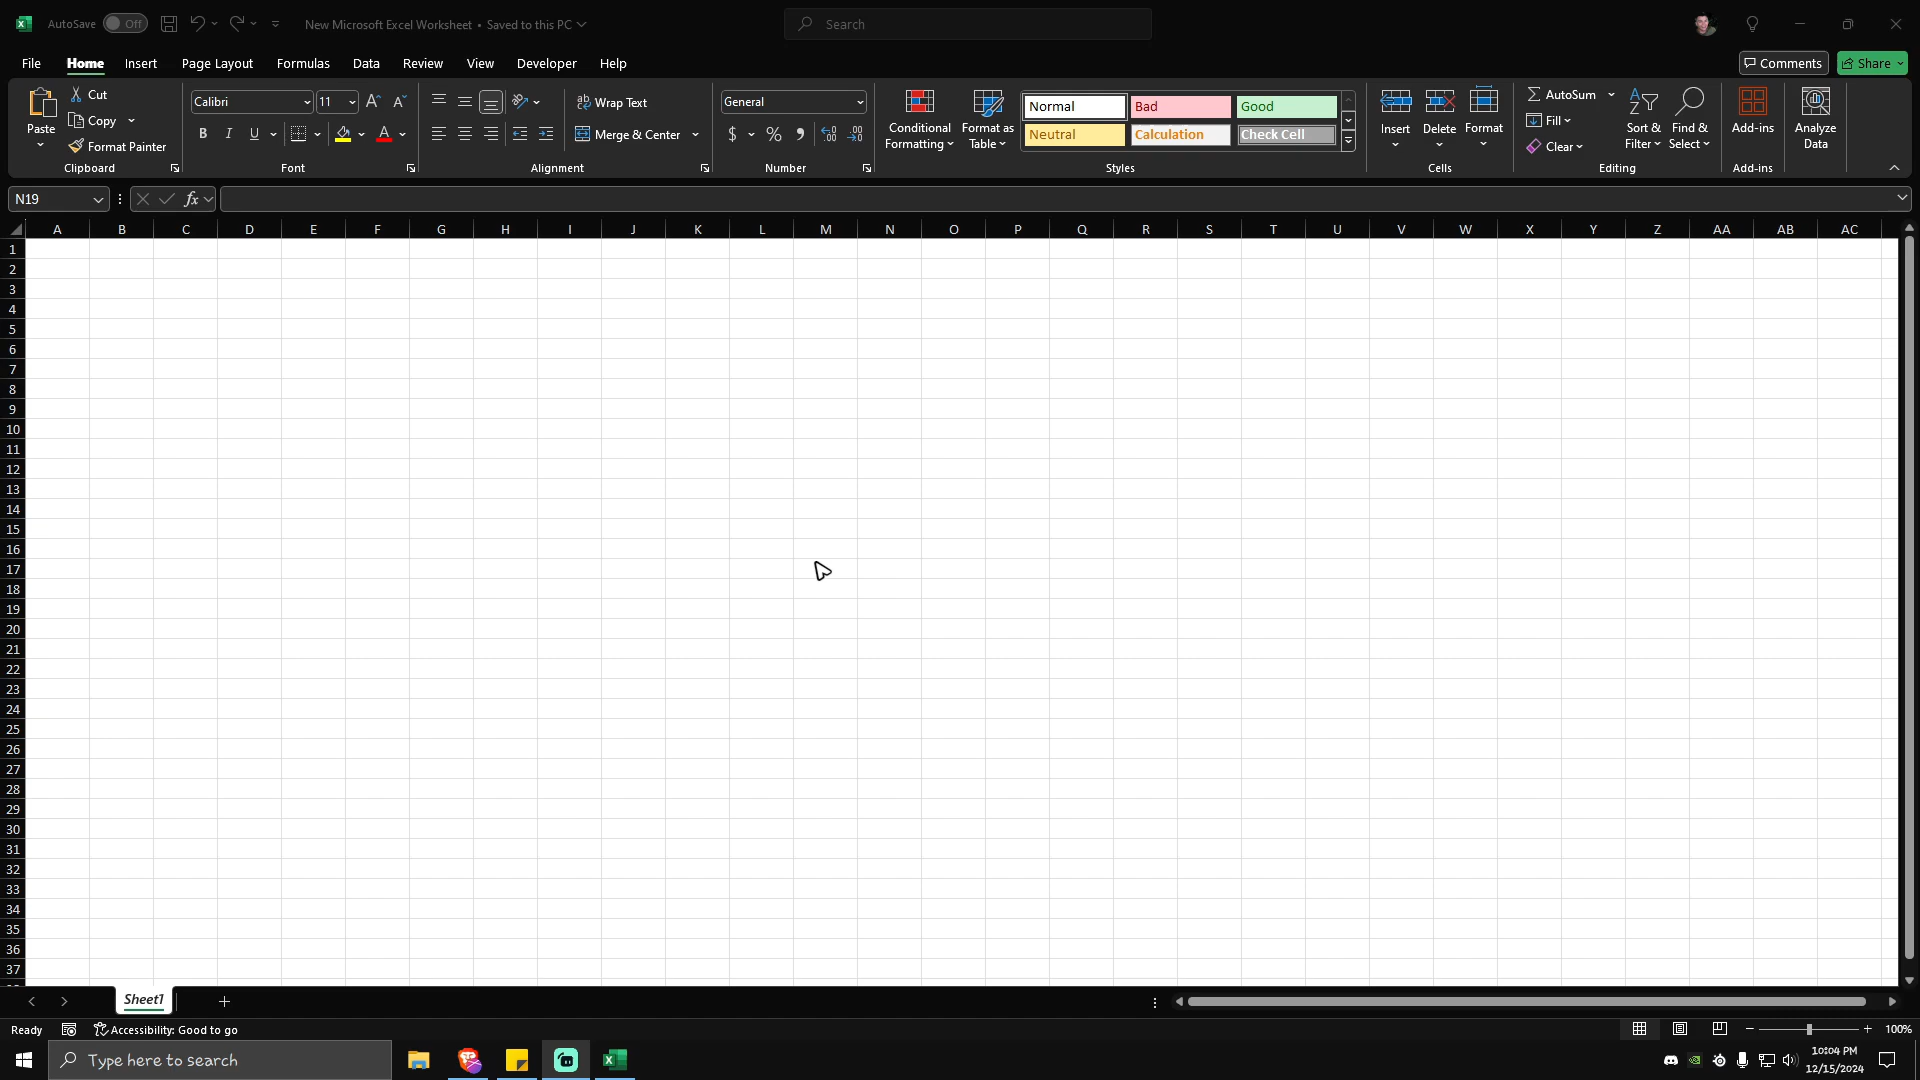 AutoSave Off New Microsoft Excel Worksheet • Saved to this PC Search
File Home Insert Page Layout Formulas Data Review View Developer Help Comments Share
Paste Cut Copy Format Painter Clipboard
Calibri 11 B I U A Font
Wrap Text Merge & Center Alignment
General $ % Number
Conditional Formatting Format as Table Normal Bad Good Neutral Calculation Check Cell Styles
Insert Delete Format Cells
AutoSum Fill Clear Sort & Filter Find & Select Editing
Add-ins Add-ins
Analyze Data
N19 fx
A B C D E F G H I J K L M N O P Q R S T U V W X Y Z AA AB AC
1
2
3
4
5
6
7
8
9
10
11
12
13
14
15
16
17
18
19
20
21
22
23
24
25
26
27
28
29
30
31
32
33
34
35
36
37
Sheet1
Ready Accessibility: Good to go 100%
Type here to search 10:04 PM
12/15/2024